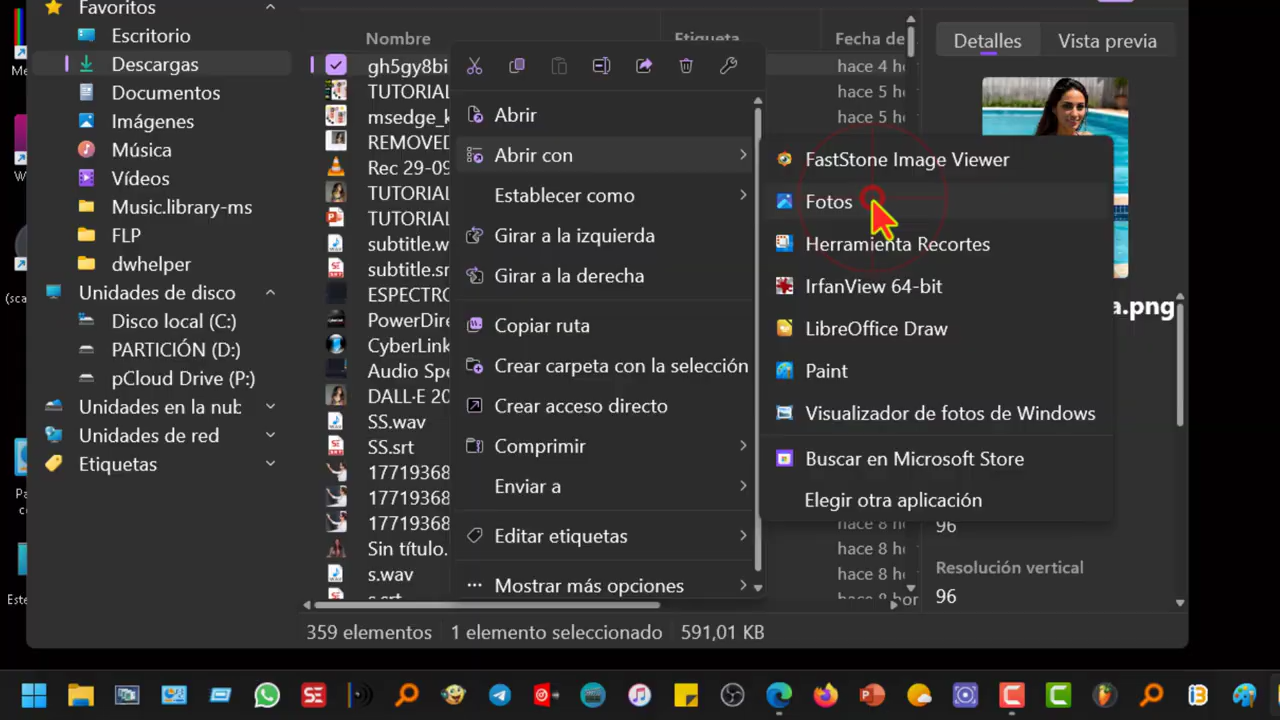 Favoritos
Escritorio
Descargas
Documentos
Imágenes
Música
Vídeos
Music.library-ms
FLP
dwhelper
Unidades de disco
Disco local (C:)
PARTICIÓN (D:)
pCloud Drive (P:)
Unidades en la nub
Unidades de red
Etiquetas
Nombre
Etiqueta
Fecha de
gh5gy8bi
TUTORIAL
msedge_k
REMOVED
Rec 29-09
TUTORIAL
TUTORIAL
subtitle.w
subtitle.sr
ESPECTRO
PowerDire
CyberLink
Audio Spe
DALL·E 20
SS.wav
SS.srt
17719368
17719368
17719368
Sin título.
s.wav
s.srt
hace 4 h
hace 5 h
hace 5 h
hace 8 h
hace 8 h
hace 8 h
hace 8 hor
Abrir
Abrir con
Establecer como
Girar a la izquierda
Girar a la derecha
Copiar ruta
Crear carpeta con la selección
Crear acceso directo
Comprimir
Enviar a
Editar etiquetas
Mostrar más opciones
FastStone Image Viewer
Fotos
Herramienta Recortes
IrfanView 64-bit
LibreOffice Draw
Paint
Visualizador de fotos de Windows
Buscar en Microsoft Store
Elegir otra aplicación
Detalles
Vista previa
a.png
96
Resolución vertical
96
359 elementos
1 elemento seleccionado
591,01 KB